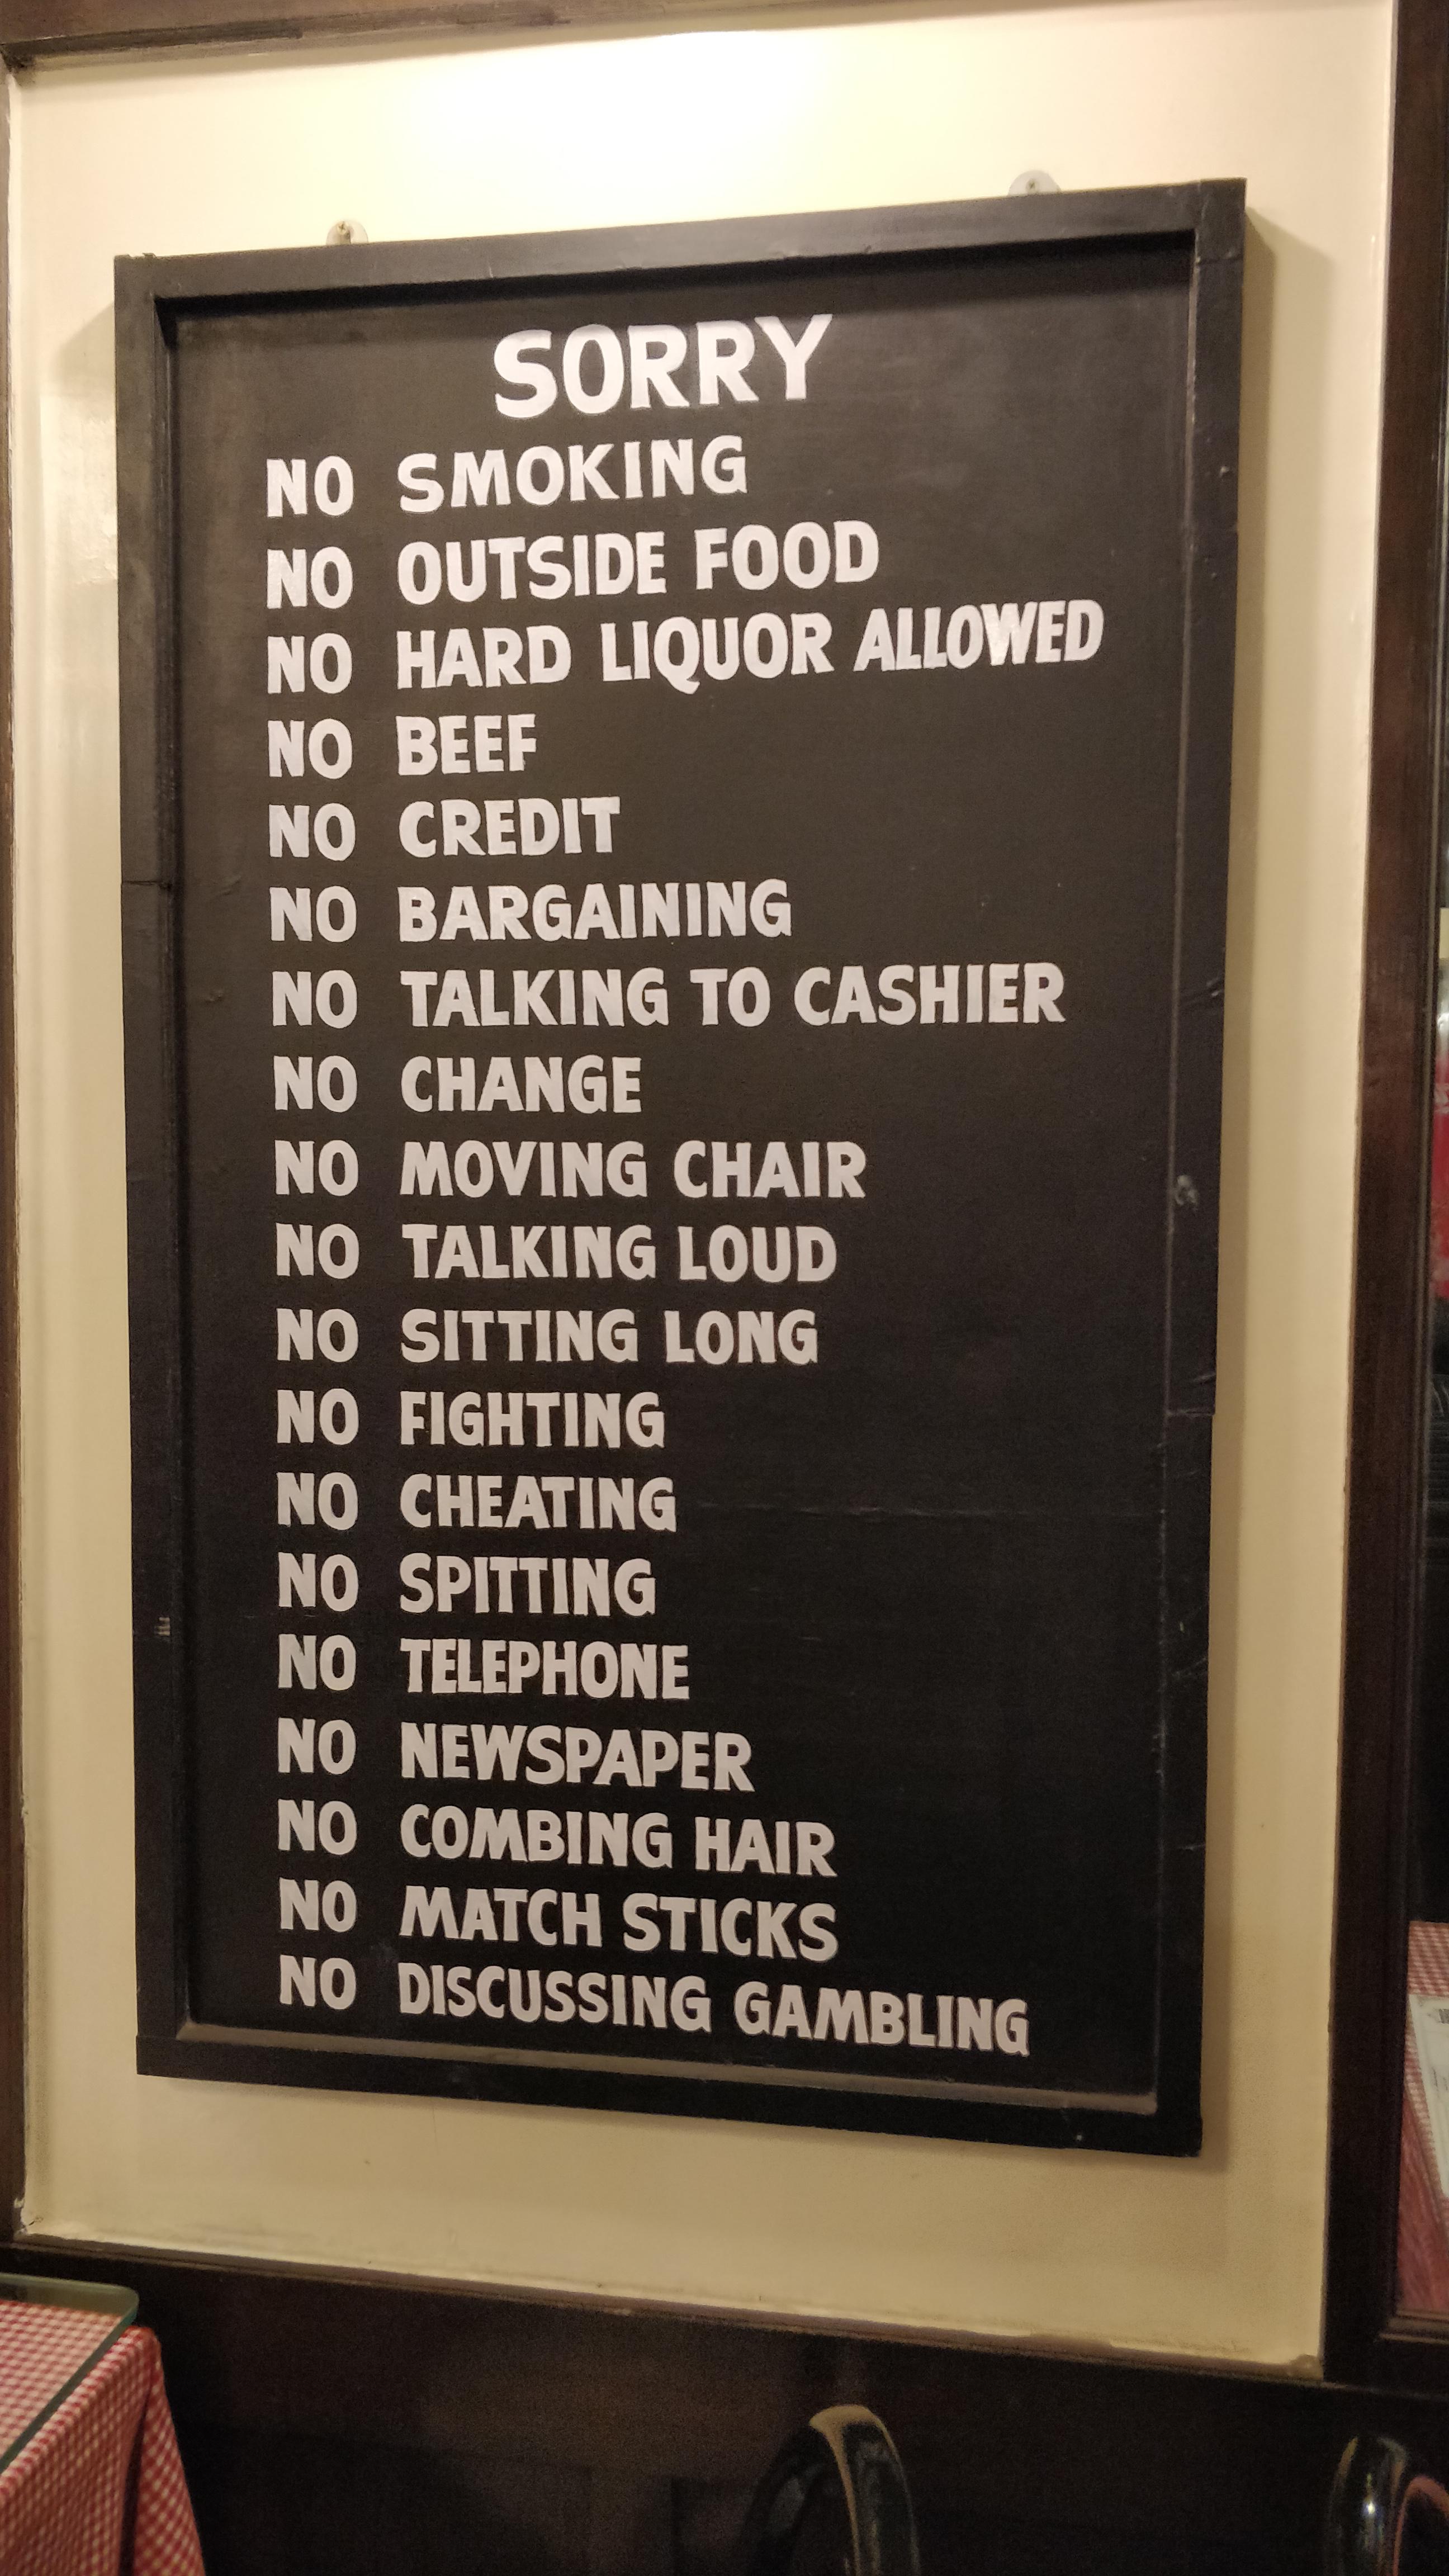 SORRY
NO SMOKING
NO OUTSIDE FOOD
NO HARD LIQUOR ALLOWED
NO BEEF
NO CREDIT
NO BARGAINING
NO TALKING TO CASHIER
NO CHANGE
NO MOVING CHAIR
NO TALKING LOUD
NO SITTING LONG
NO FIGHTING
NO CHEATING
NO SPITTING
NO TELEPHONE
NO NEWSPAPER
NO COMBING HAIR
NO MATCH STICKS
NO DISCUSSING GAMBLING